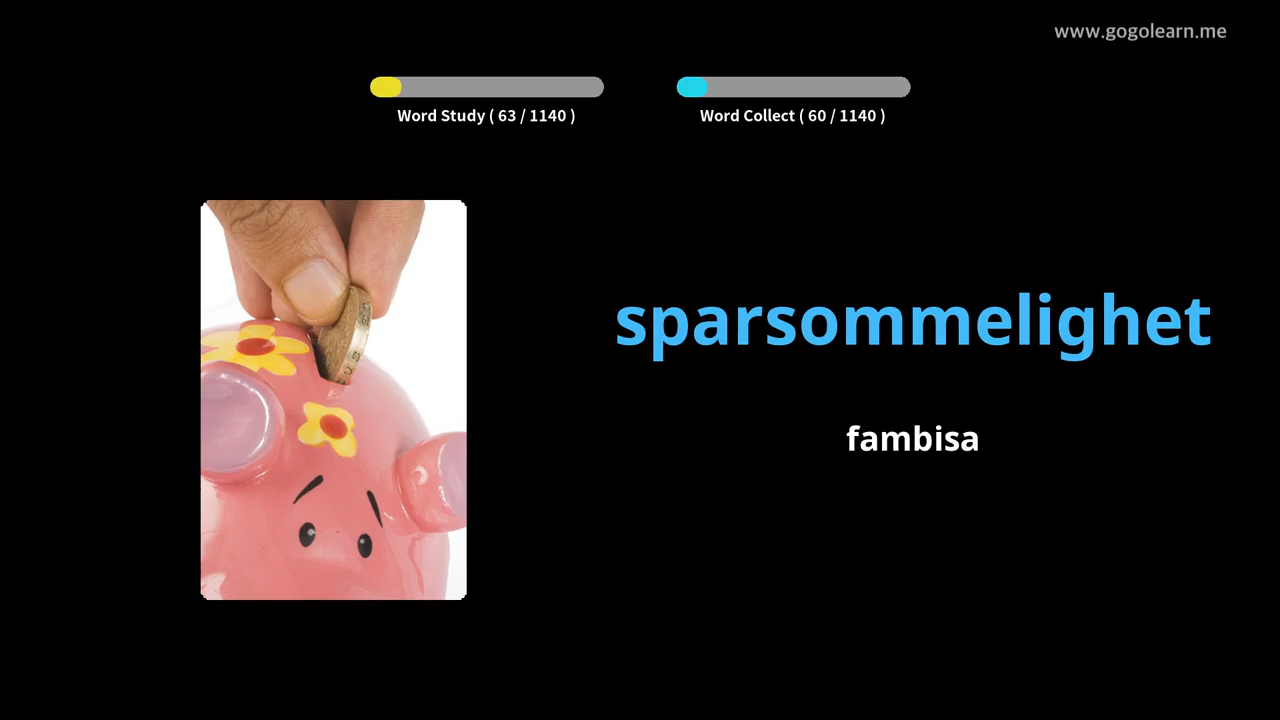 www.gogolearn.me
Word Study ( 63 / 1140 )
Word Collect ( 60 / 1140 )
sparsommelighet
fambisa